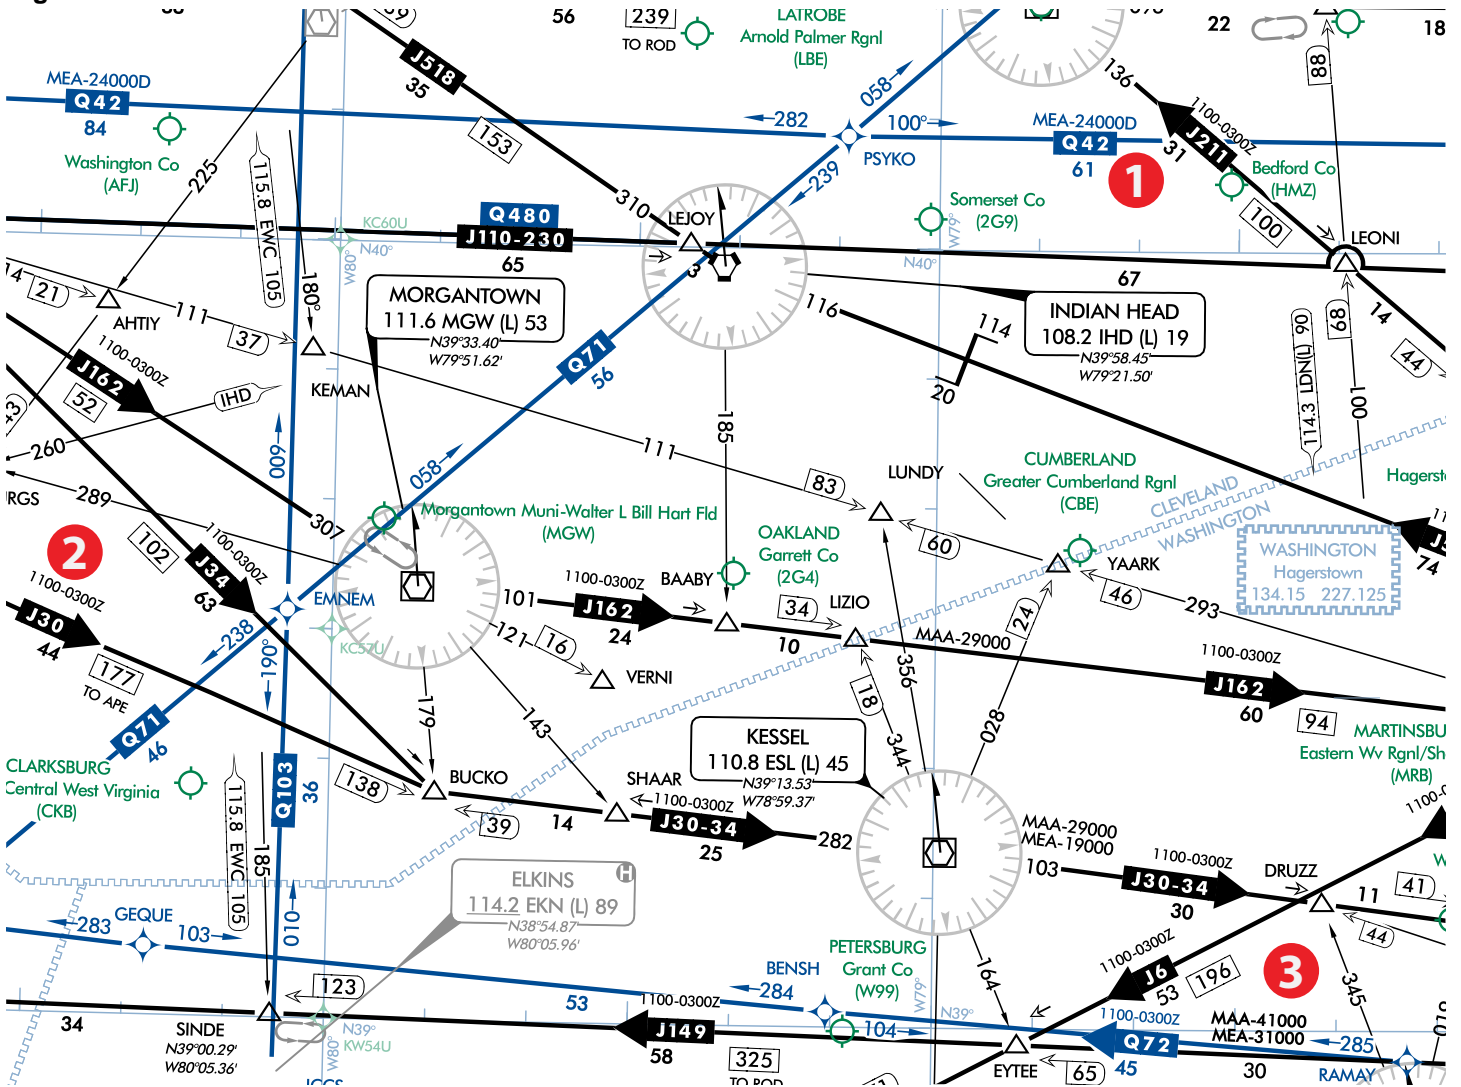 56
239
TO ROD
LATROBE
Arnold Palmer Rgnl
(LBE)
22
18
88
136
J518
35
MEA-24000D
Q42
84
Washington Co
(AFJ)
225
115.8 EWC 105
153
282
058
100°
PSYKO
239
MEA-24000D
Q42
61
1
1100-0300Z
J211
31
Bedford Co
(HMZ)
100
LEONI
Somerset Co
(2G9)
W79°
N40°
310
LEJOY
3
Q480
J110-230
65
KC60U
N40°
W80°
67
14
21
AHTIY
111
37
180°
KEMAN
MORGANTOWN
111.6 MGW (L) 53
N39°33.40'
W79°51.62'
INDIAN HEAD
108.2 IHD (L) 19
N39°58.45'
W79°21.50'
116
114
20
68
14
44
114.3 LDN(L) 90
001
1100-0300Z
J162
52
IHD
43
260
009
Q71
56
185
111
058
83
LUNDY
CUMBERLAND
Greater Cumberland Rgnl
(CBE)
CLEVELAND
WASHINGTON
Hagerst
URGS
289
307
Morgantown Muni-Walter L Bill Hart Fld
(MGW)
OAKLAND
Garrett Co
(2G4)
60
YAARK
46
293
WASHINGTON
Hagerstown
134.15 227.125
74
2
102
1100-0300Z
J34
63
1100-0300Z
J30
44
177
TO APE
EMNEM
KC57U
238
190°
101
1100-0300Z
J162
24
BAABY
34
LIZIO
10
MAA-29000
24
121
16
VERNI
356
1100-0300Z
J162
60
94
Q71
46
179
143
18
344
028
KESSEL
110.8 ESL (L) 45
N39°13.53'
W78°59.37'
MARTINSBU
Eastern Wv Rgnl/Sh
(MRB)
CLARKSBURG
Central West Virginia
(CKB)
Q103
36
115.8 EWC 105
185
138
BUCKO
39
14
SHAAR
1100-0300Z
J30-34
25
282
MAA-29000
MEA-19000
103
1100-0300Z
J30-34
30
DRUZZ
11
41
44
1100-0
W
ELKINS
H
114.2 EKN (L) 89
N38°54.87'
W80°05.96'
GEQUE
283
103
010
PETERSBURG
Grant Co
(W99)
BENSH
284
104
W79°
N39°
164
1100-0300Z
J6
53
196
3
345
010
34
SINDE
N39°00.29'
W80°05.36'
123
N39°
KW54U
W80°
53
1100-0300Z
J149
58
325
TO ROD
EYTEE
65
1100-0300Z
Q72
45
MAA-41000
MEA-31000
285
30
RAMAY